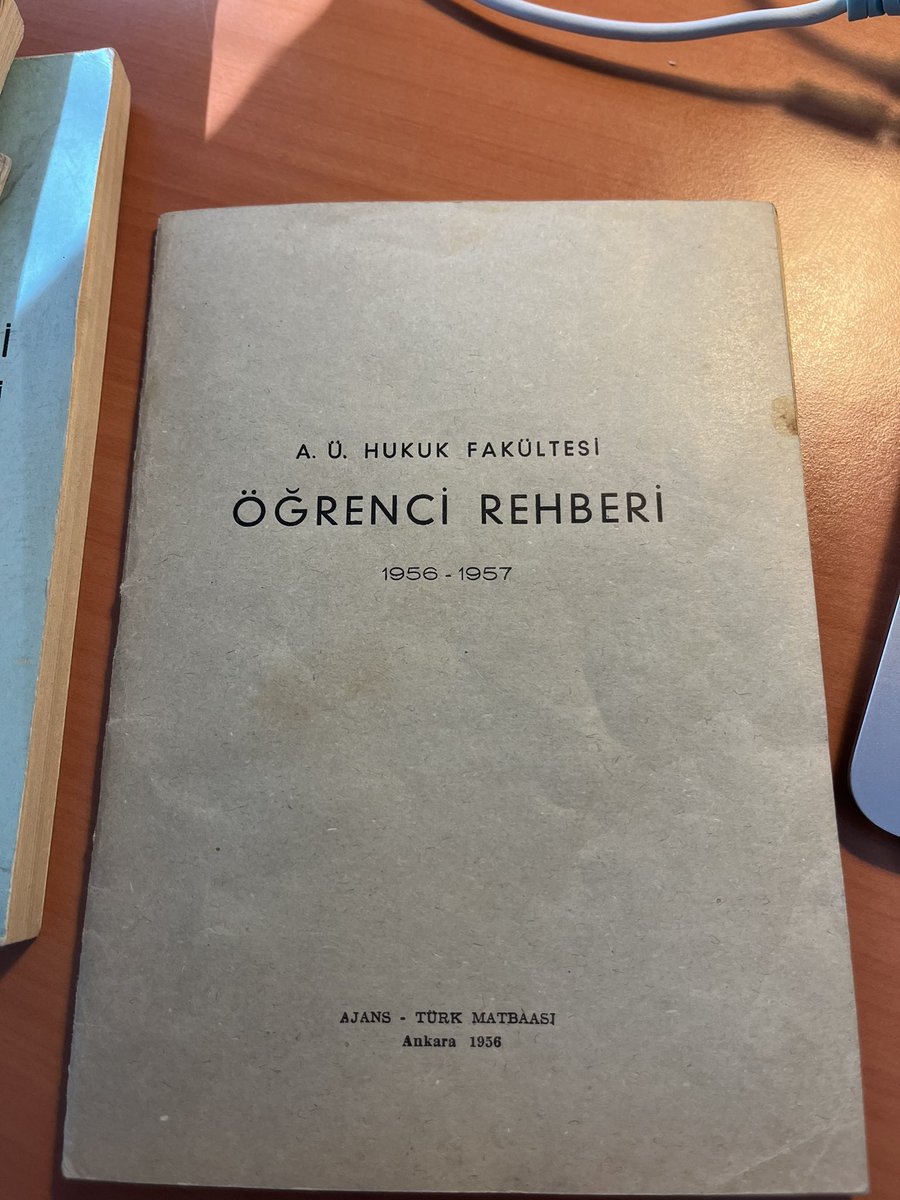 A. Ü. HUKUK FAKÜLTESİ
ÖĞRENCİ REHBERİ
1956 - 1957
AJANS - TÜRK MATBAASI
Ankara 1956